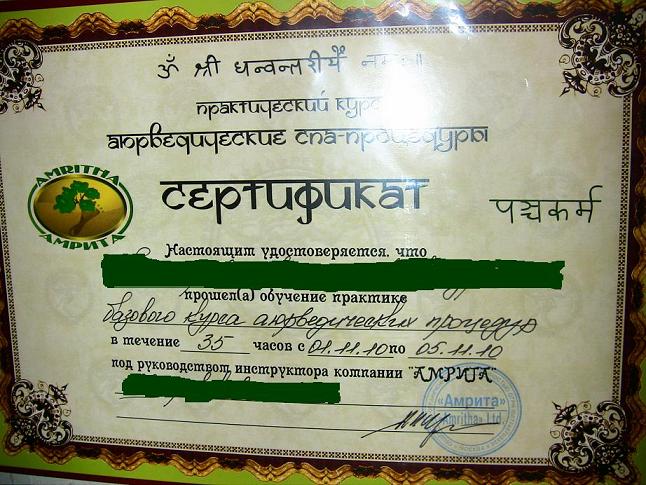 ॐ श्री धन्वन्तरीयै
практический курс
аюрведические спа-процедуры
AMRITHA
АМРИТА
сертификат
पञ्चकर्म
Настоящим удостоверяется, что
прошел(а) обучение практике
базового курса аюрведических процедур
в течение 35 часов с 01.11.10 по 05.11.10
под руководством инструктора компании "АМРИТА"
«Амрита»
Amritha» Ltd